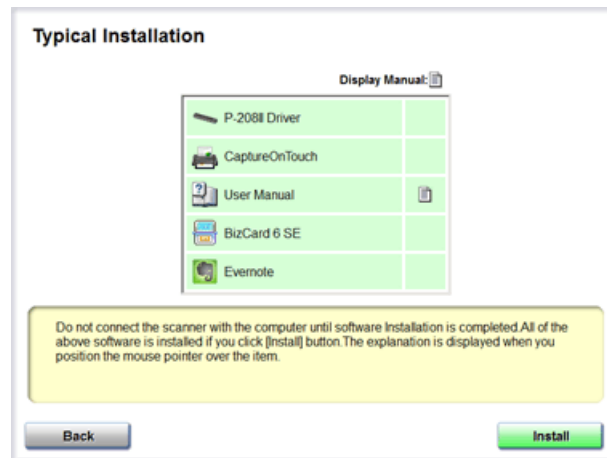 Typical Installation
Display Manual:
P-208II Driver
CaptureOnTouch
User Manual
BizCard 6 SE
Evernote
Do not connect the scanner with the computer until software Installation is completed.All of the
above software is installed if you click [Install] button.The explanation is displayed when you
position the mouse pointer over the item.
Back
Install